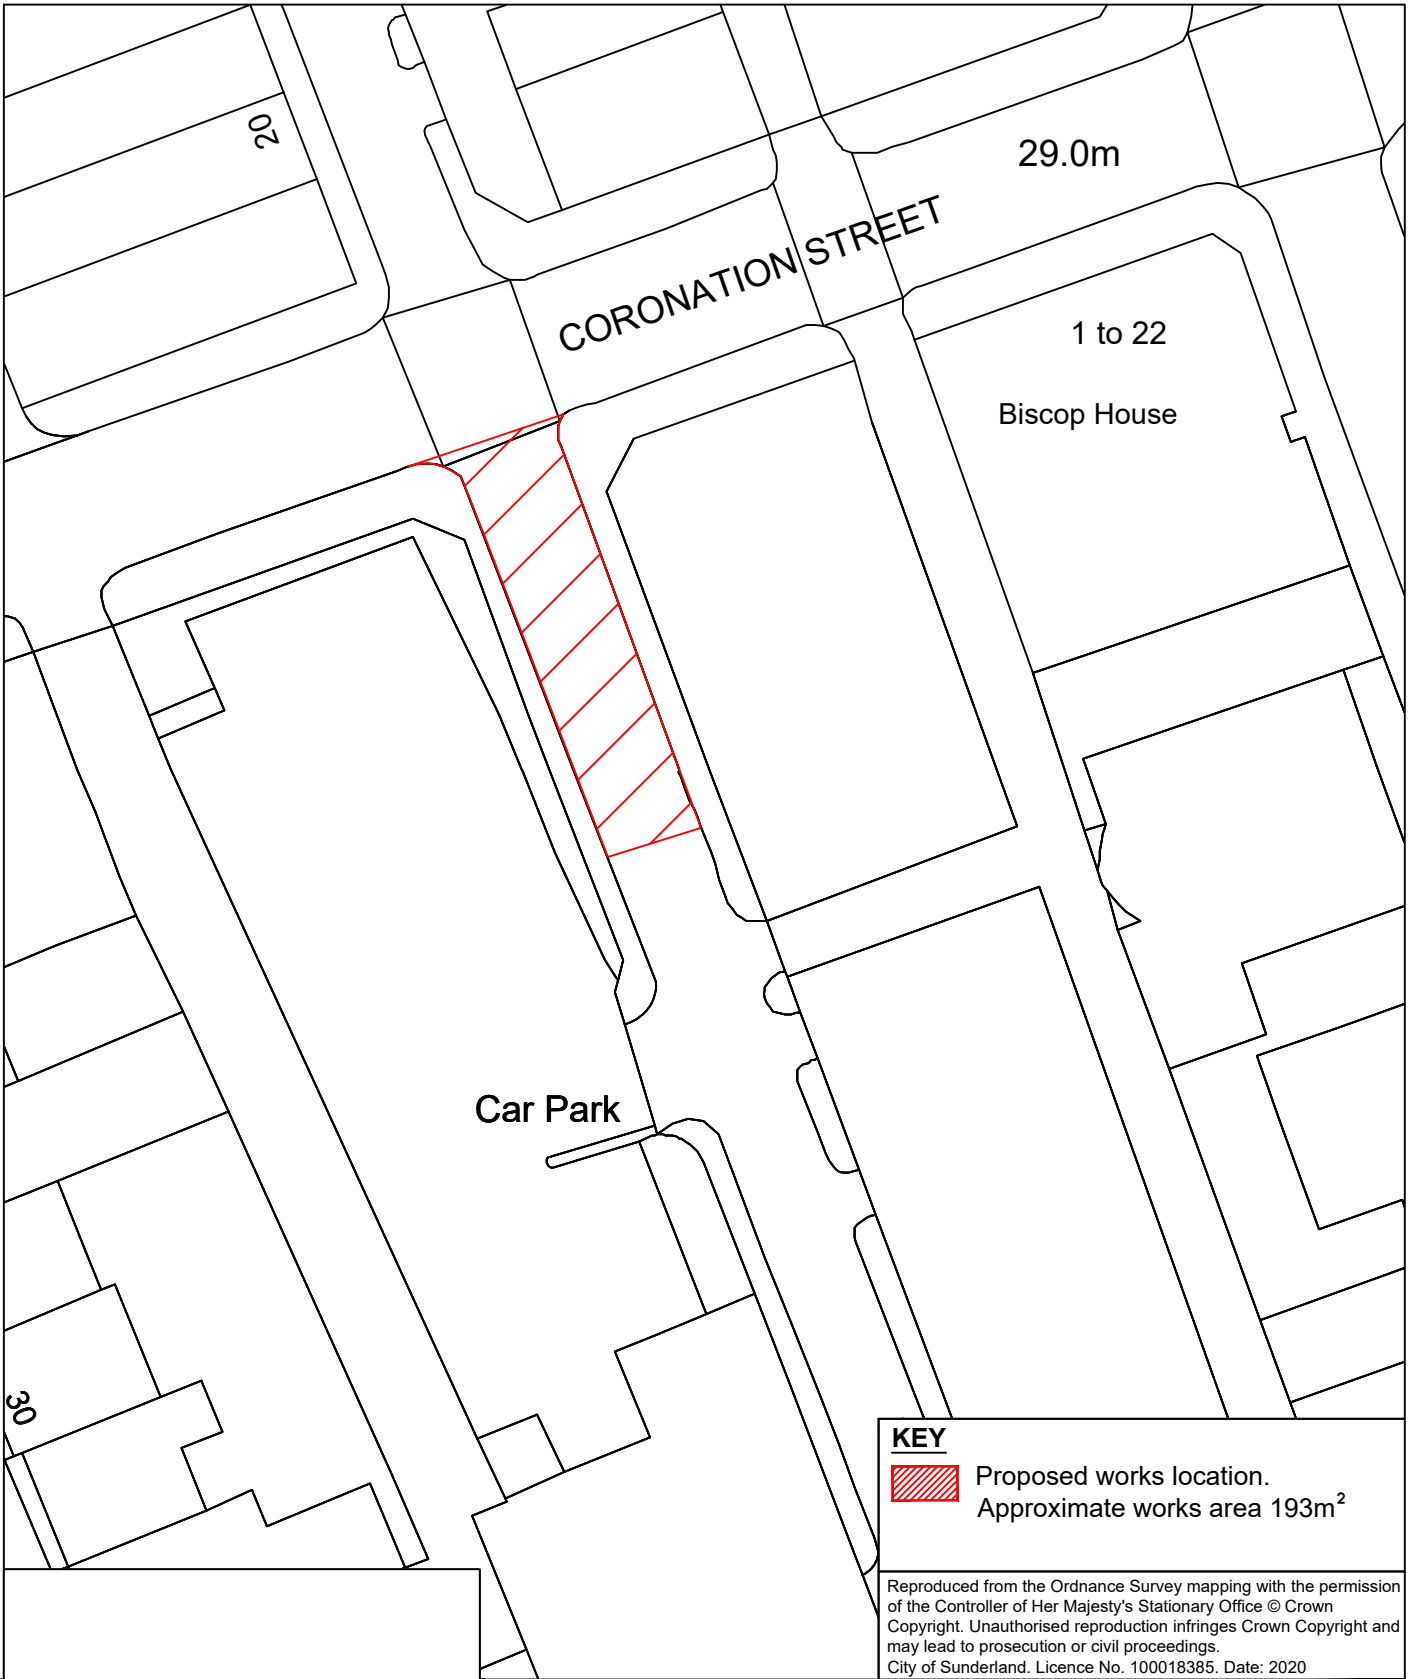 20
29.0m
CORONATION STREET
1 to 22
Biscop House
Car Park
30
KEY
Proposed works location.
Approximate works area 193m²
Reproduced from the Ordnance Survey mapping with the permission
of the Controller of Her Majesty's Stationary Office © Crown
Copyright. Unauthorised reproduction infringes Crown Copyright and
may lead to prosecution or civil proceedings.
City of Sunderland. Licence No. 100018385. Date: 2020